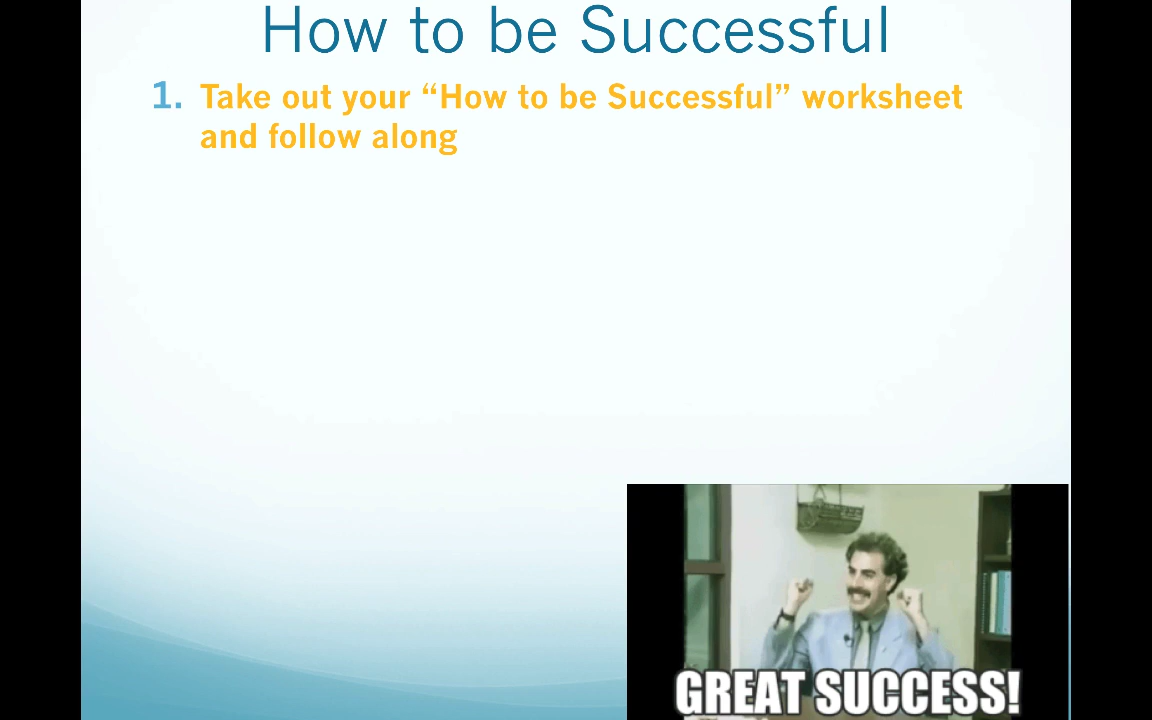 How to be Successful
1. Take out your “How to be Successful” worksheet
and follow along
GREAT SUCCESS!